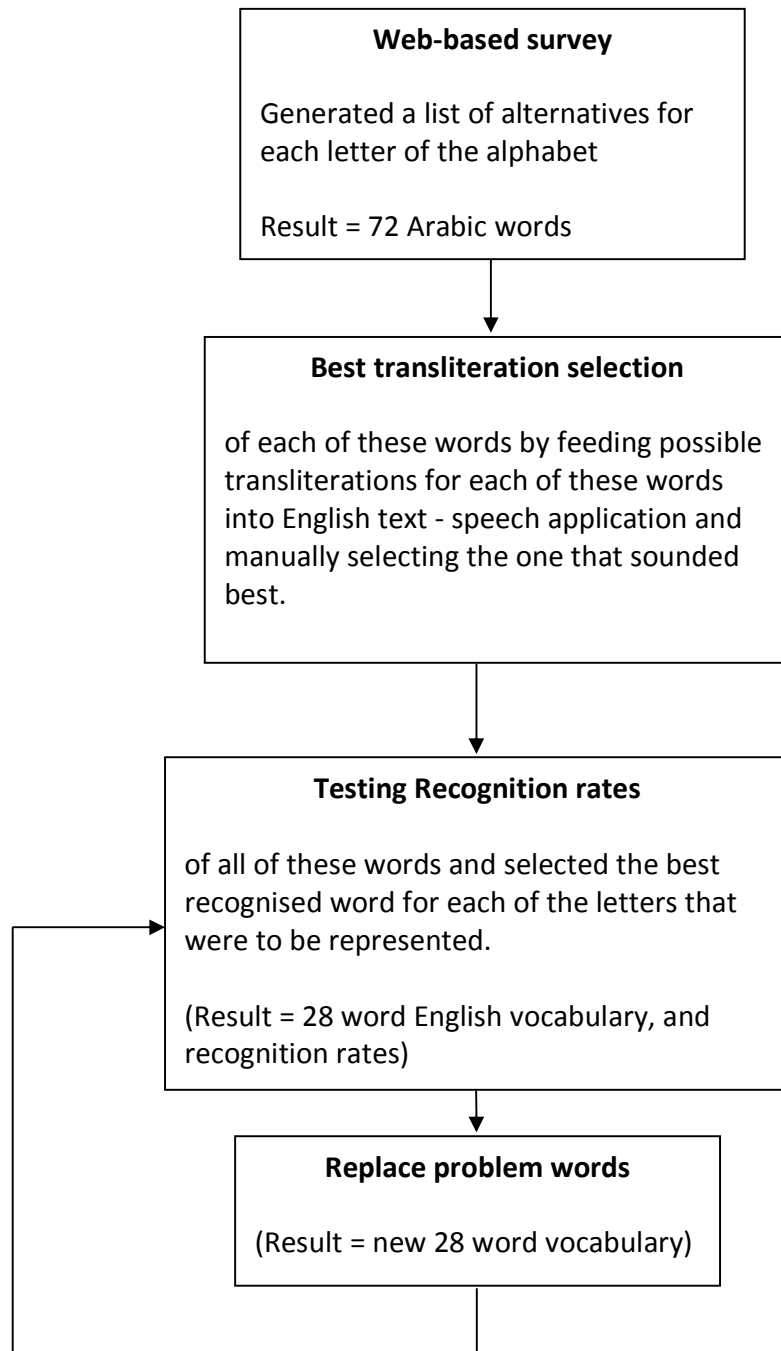 Web-based survey
Generated a list of alternatives for
each letter of the alphabet
Result = 72 Arabic words
Best transliteration selection
of each of these words by feeding possible
transliterations for each of these words
into English text - speech application and
manually selecting the one that sounded
best.
Testing Recognition rates
of all of these words and selected the best
recognised word for each of the letters that
were to be represented.
(Result = 28 word English vocabulary, and
recognition rates)
Replace problem words
(Result = new 28 word vocabulary)